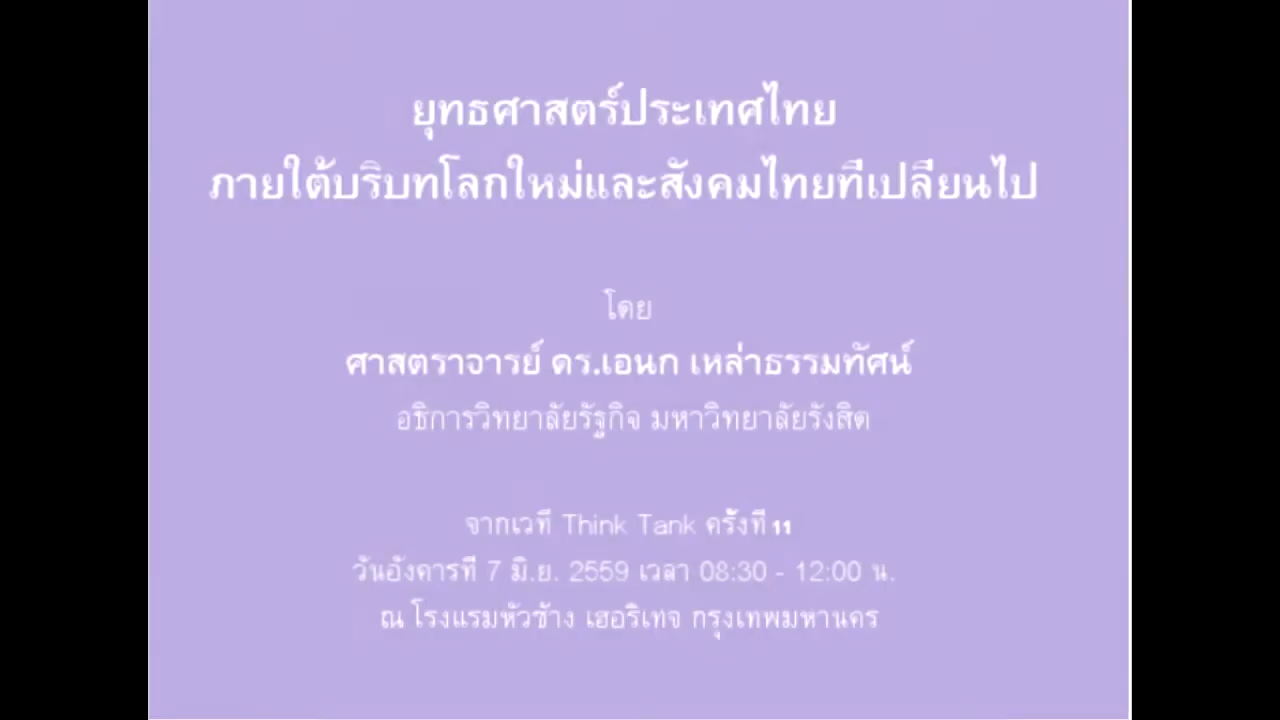 ยุทธศาสตร์ประเทศไทย
ภายใต้บริบทโลกใหม่และสังคมไทยที่เปลี่ยนไป
โดย
ศาสตราจารย์ ดร.เอนก เหล่าธรรมทัศน์
อธิการวิทยาลัยรัฐกิจ มหาวิทยาลัยรังสิต
จากเวที Think Tank ครั้งที่ 11
วันอังคารที่ 7 มิ.ย. 2559 เวลา 08:30 - 12:00 น.
ณ โรงแรมหัวช้าง เฮอริเทจ กรุงเทพมหานคร